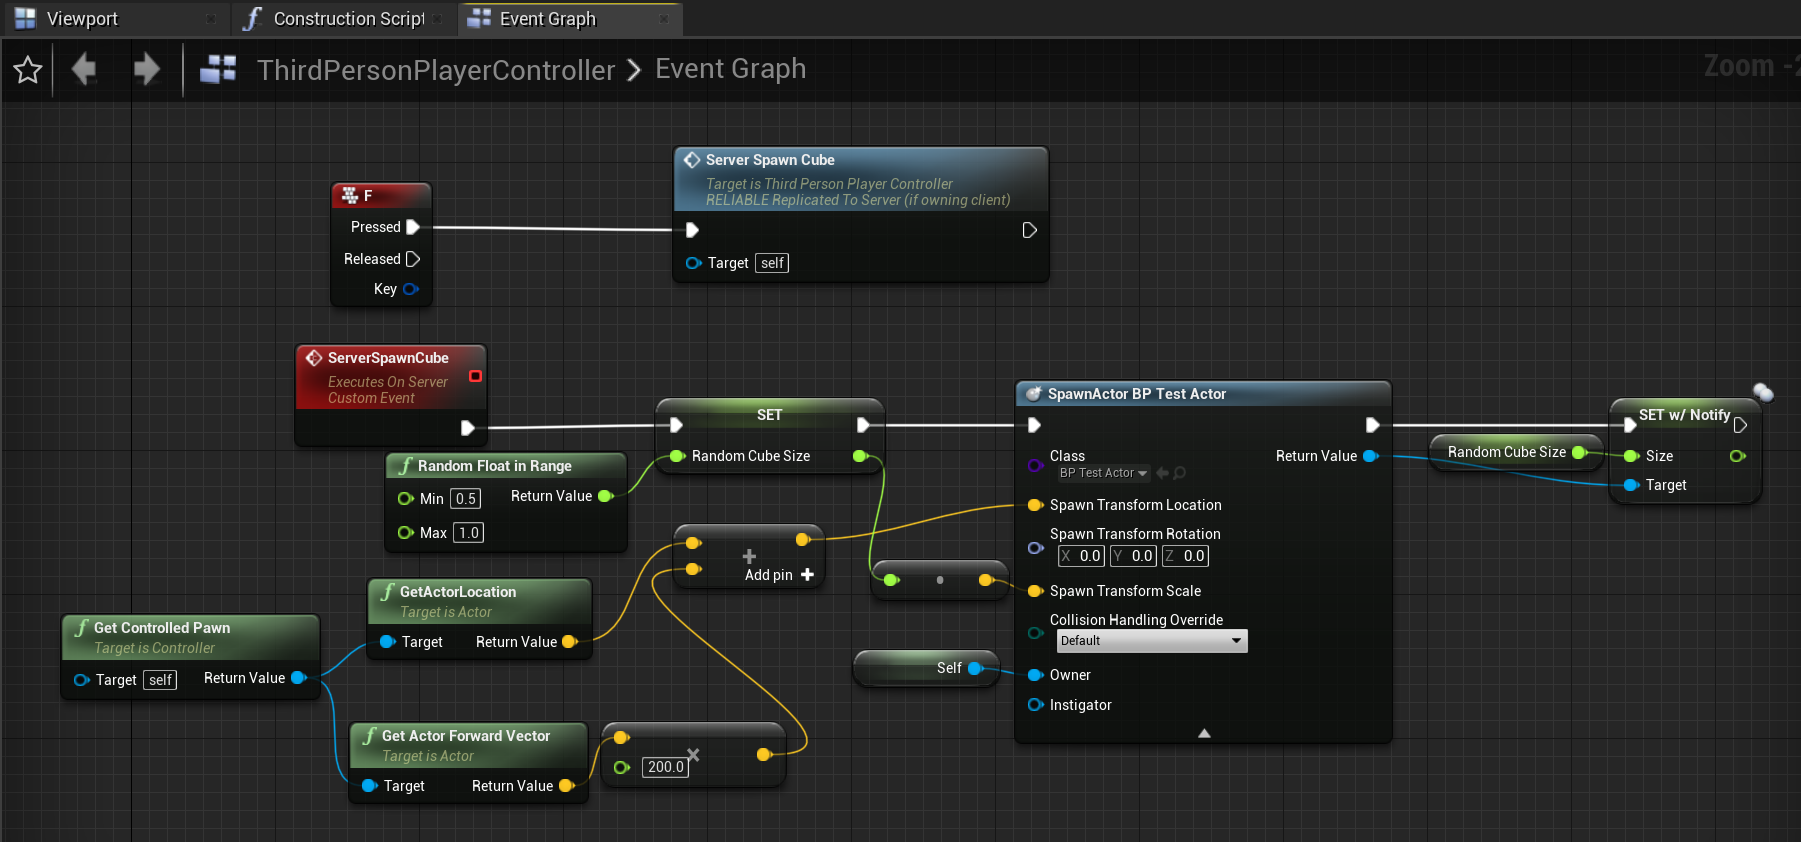 Viewport
Construction Script
Event Graph
ThirdPersonPlayerController > Event Graph
Zoom -2
Server Spawn Cube
Target is Third Person Player Controller
RELIABLE Replicated To Server (if owning client)
Target self
F
Pressed
Released
Key
ServerSpawnCube
Executes On Server
Custom Event
SET
Random Cube Size
Random Float in Range
Min 0.5 Return Value
Max 1.0
Add pin
GetActorLocation
Target is Actor
Target Return Value
Get Controlled Pawn
Target is Controller
Target self Return Value
Get Actor Forward Vector
Target is Actor
Target Return Value
200.0
Self
SpawnActor BP Test Actor
Class
BP Test Actor
Return Value
Spawn Transform Location
Spawn Transform Rotation
X 0.0 Y 0.0 Z 0.0
Spawn Transform Scale
Collision Handling Override
Default
Owner
Instigator
Random Cube Size
SET w/ Notify
Size
Target